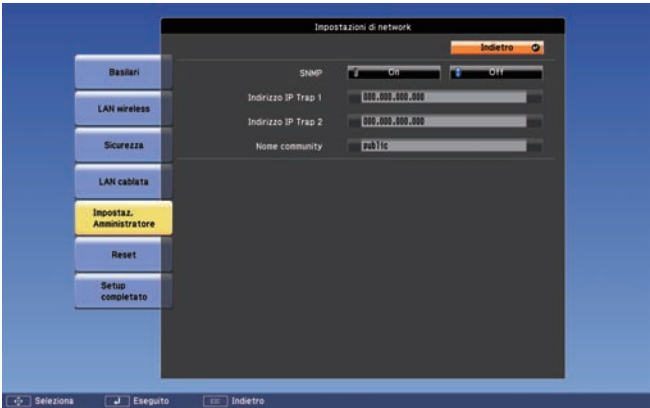 Impostazioni di network
Indietro
Basilari
LAN wireless
Sicurezza
LAN cablata
Impostaz.
Amministratore
Reset
Setup
completato
SNMP On Off
Indirizzo IP Trap 1 000.000.000.000
Indirizzo IP Trap 2 000.000.000.000
Nome community public
Seleziona Eseguito Indietro